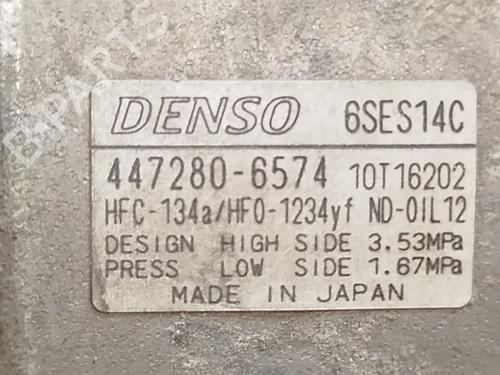 B-PARTS
DENSO 6SES14C
447280-6574 10T16202
HFC-134a/HFO-1234yf ND-OIL12
DESIGN HIGH SIDE 3.53MPa
PRESS LOW SIDE 1.67MPa
MADE IN JAPAN